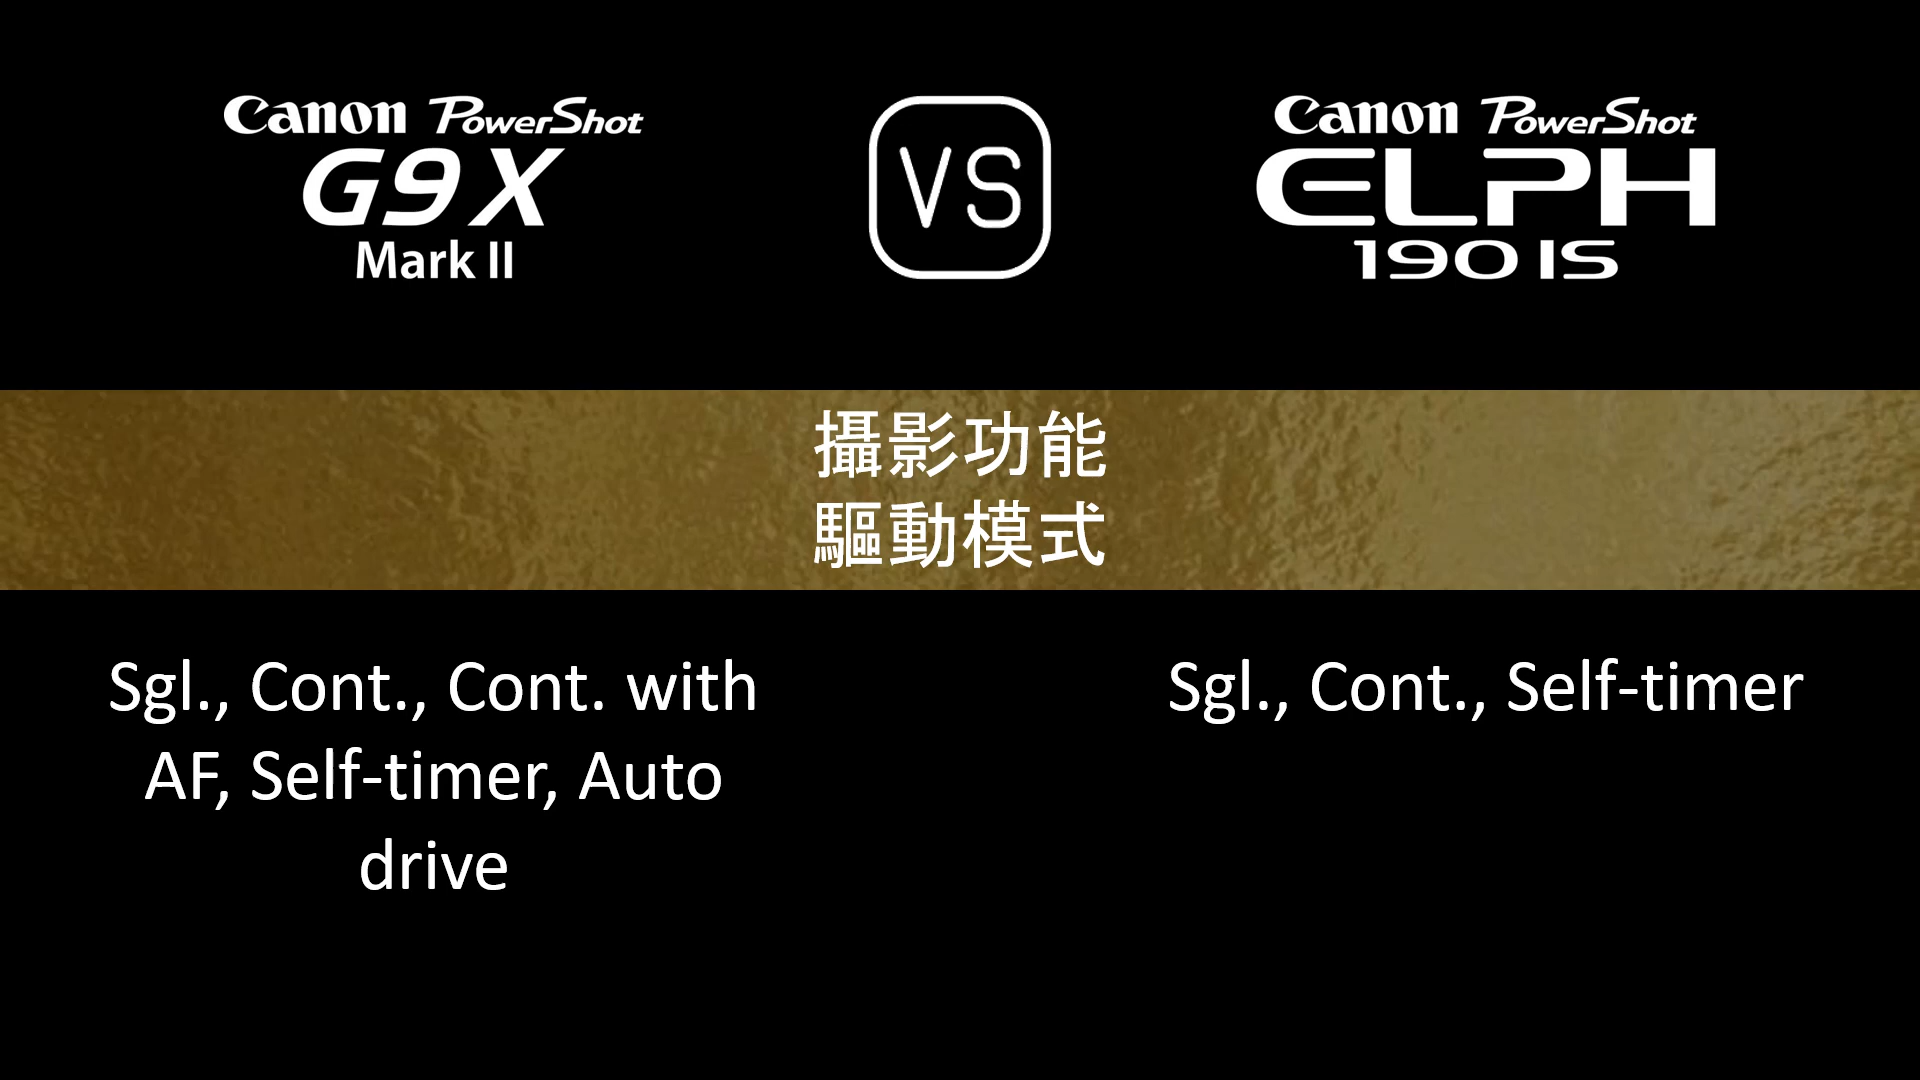 Canon PowerShot
G9 X
Mark II
VS
Canon PowerShot
ELPH
190 IS
攝影功能
驅動模式
Sgl., Cont., Cont. with
AF, Self-timer, Auto
drive
Sgl., Cont., Self-timer